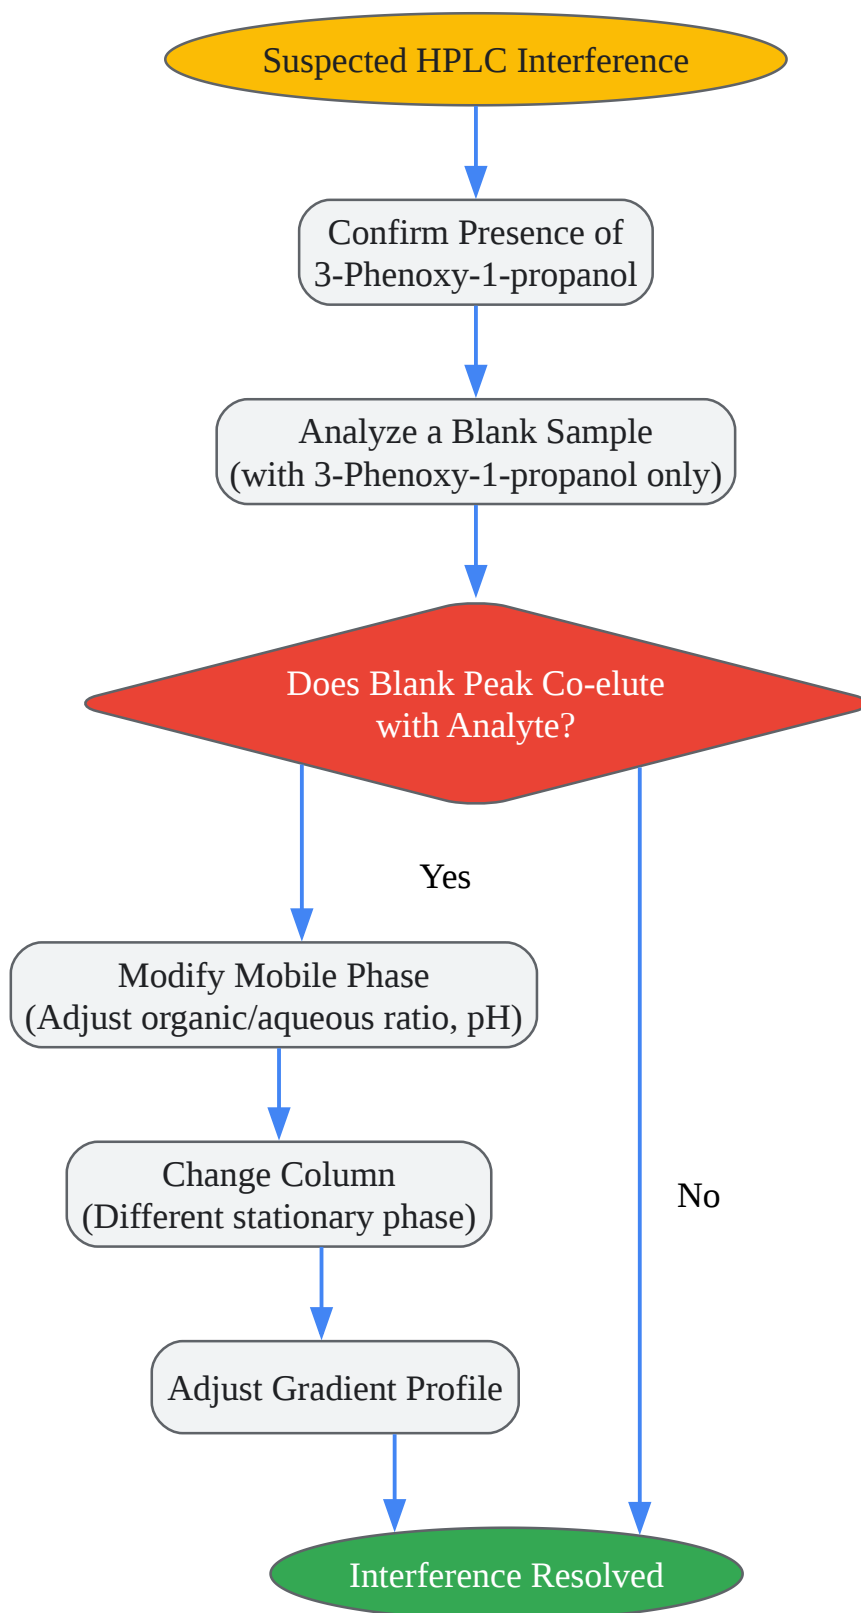 Suspected HPLC Interference
Confirm Presence of
3-Phenoxy-1-propanol
Analyze a Blank Sample
(with 3-Phenoxy-1-propanol only)
Does Blank Peak Co-elute
with Analyte?
Yes
Modify Mobile Phase
(Adjust organic/aqueous ratio, pH)
Change Column
(Different stationary phase)
No
Adjust Gradient Profile
Interference Resolved